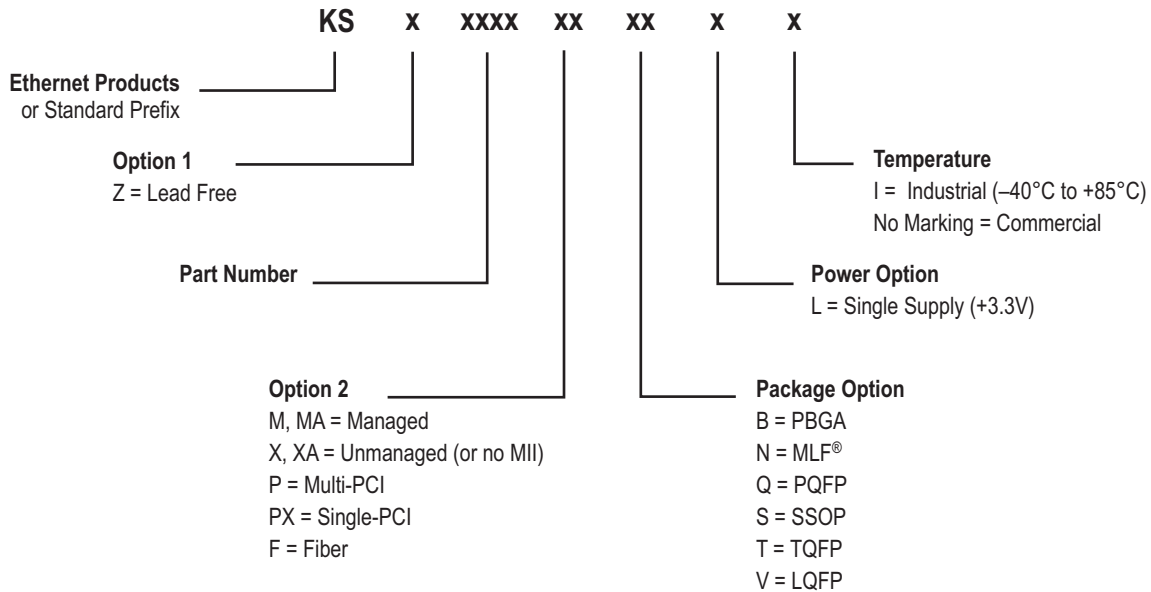 KS x xxxx xx xx x x
Ethernet Products
or Standard Prefix
Option 1
Z = Lead Free
Part Number
Option 2
M, MA = Managed
X, XA = Unmanaged (or no MII)
P = Multi-PCI
PX = Single-PCI
F = Fiber
Temperature
I = Industrial (–40°C to +85°C)
No Marking = Commercial
Power Option
L = Single Supply (+3.3V)
Package Option
B = PBGA
N = MLF®
Q = PQFP
S = SSOP
T = TQFP
V = LQFP